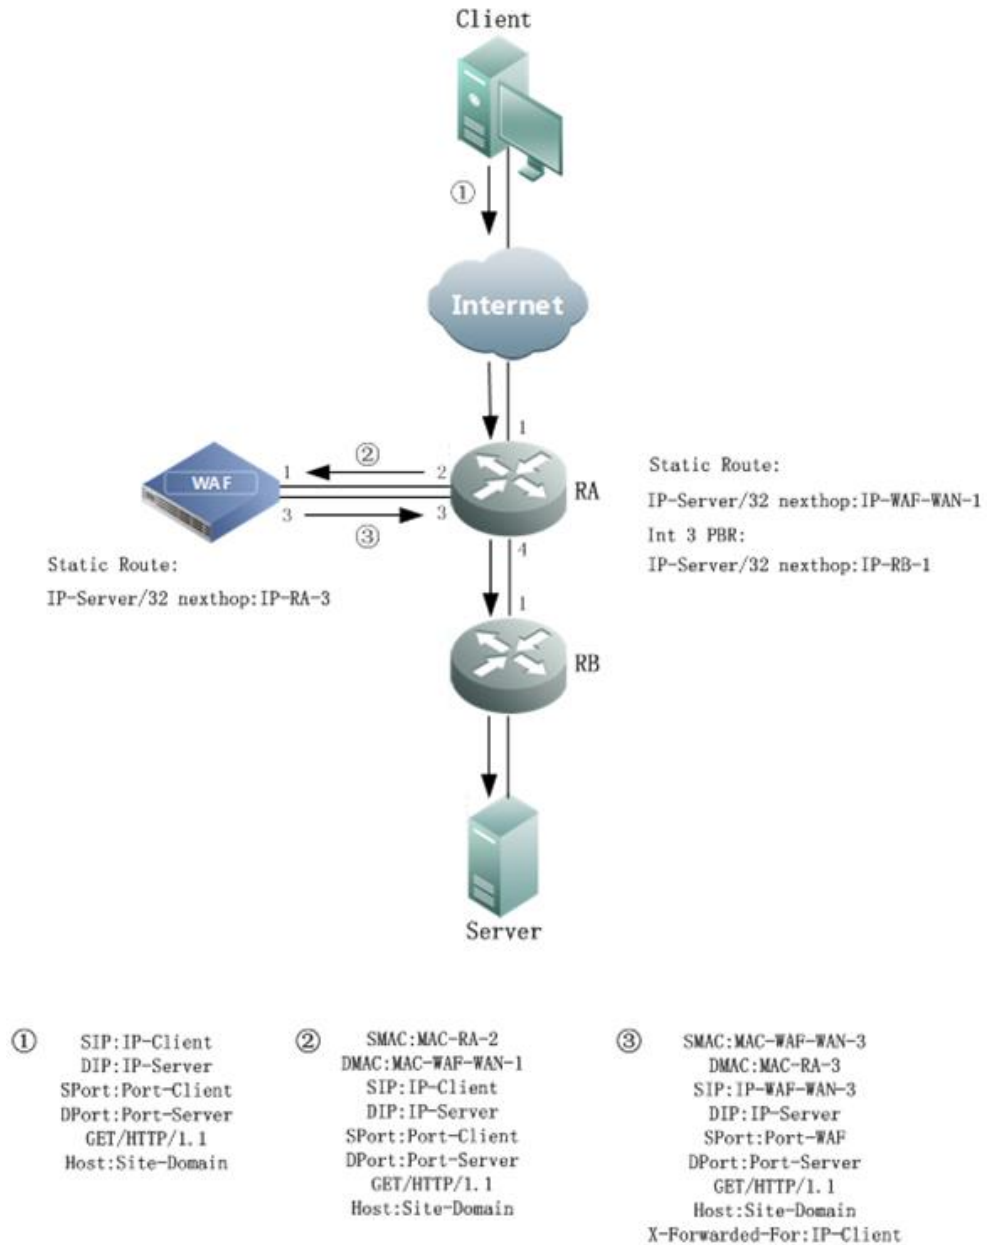 Client
①
Internet
1
②
WAF
1
2
RA
3
③
3
4
Static Route:
IP-Server/32 nexthop:IP-WAF-WAN-1
Int 3 PBR:
IP-Server/32 nexthop:IP-RB-1
Static Route:
IP-Server/32 nexthop:IP-RA-3
1
RB
Server
①
SIP:IP-Client
DIP:IP-Server
SPort:Port-Client
DPort:Port-Server
GET/HTTP/1.1
Host:Site-Domain
②
SMAC:MAC-RA-2
DMAC:MAC-WAF-WAN-1
SIP:IP-Client
DIP:IP-Server
SPort:Port-Client
DPort:Port-Server
GET/HTTP/1.1
Host:Site-Domain
③
SMAC:MAC-WAF-WAN-3
DMAC:MAC-RA-3
SIP:IP-WAF-WAN-3
DIP:IP-Server
SPort:Port-WAF
DPort:Port-Server
GET/HTTP/1.1
Host:Site-Domain
X-Forwarded-For:IP-Client